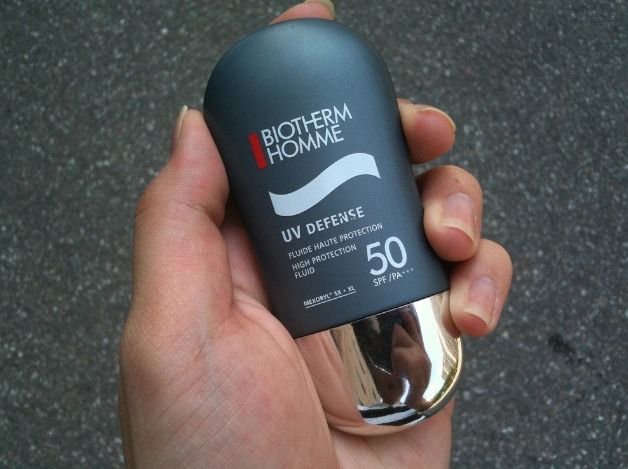 BIOTHERM
HOMME
UV DEFENSE
FLUIDE HAUTE PROTECTION
HIGH PROTECTION
FLUID
50
SPF/PA+++
MEXORYL® SX + XL